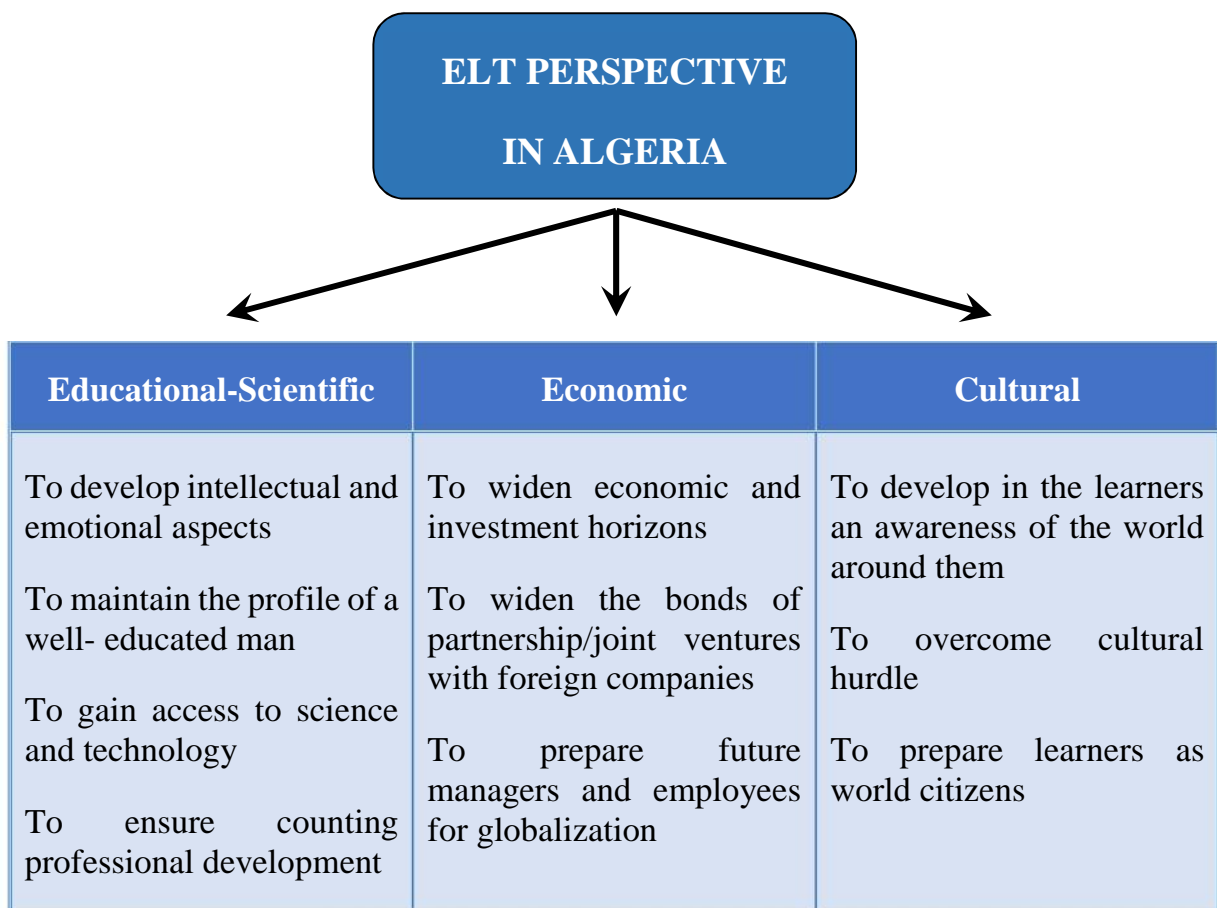 ELT PERSPECTIVE
IN ALGERIA
Educational-Scientific
Economic
Cultural
To develop intellectual and
emotional aspects
To maintain the profile of a
well- educated man
To gain access to science
and technology
To ensure counting
professional development
To widen economic and
investment horizons
To widen the bonds of
partnership/joint ventures
with foreign companies
To prepare future
managers and employees
for globalization
To develop in the learners
an awareness of the world
around them
To overcome cultural
hurdle
To prepare learners as
world citizens